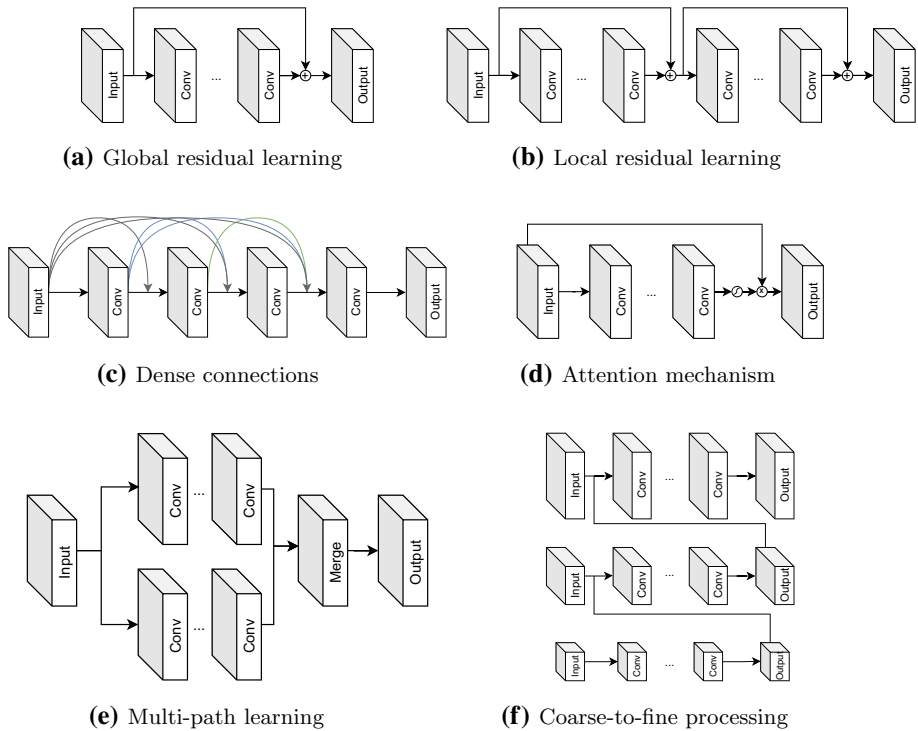 Input
Conv
...
Conv
+
Output
(a) Global residual learning
Input
Conv
...
Conv
+
Conv
...
Conv
+
Output
(b) Local residual learning
Input
Conv
Conv
Conv
Conv
Output
(c) Dense connections
Input
Conv
...
Conv
x
Output
(d) Attention mechanism
Input
Conv
...
Conv
Conv
...
Conv
Merge
Output
(e) Multi-path learning
Input
Conv
...
Conv
Output
Input
Conv
...
Conv
Output
Input
Conv
...
Conv
Output
(f) Coarse-to-fine processing